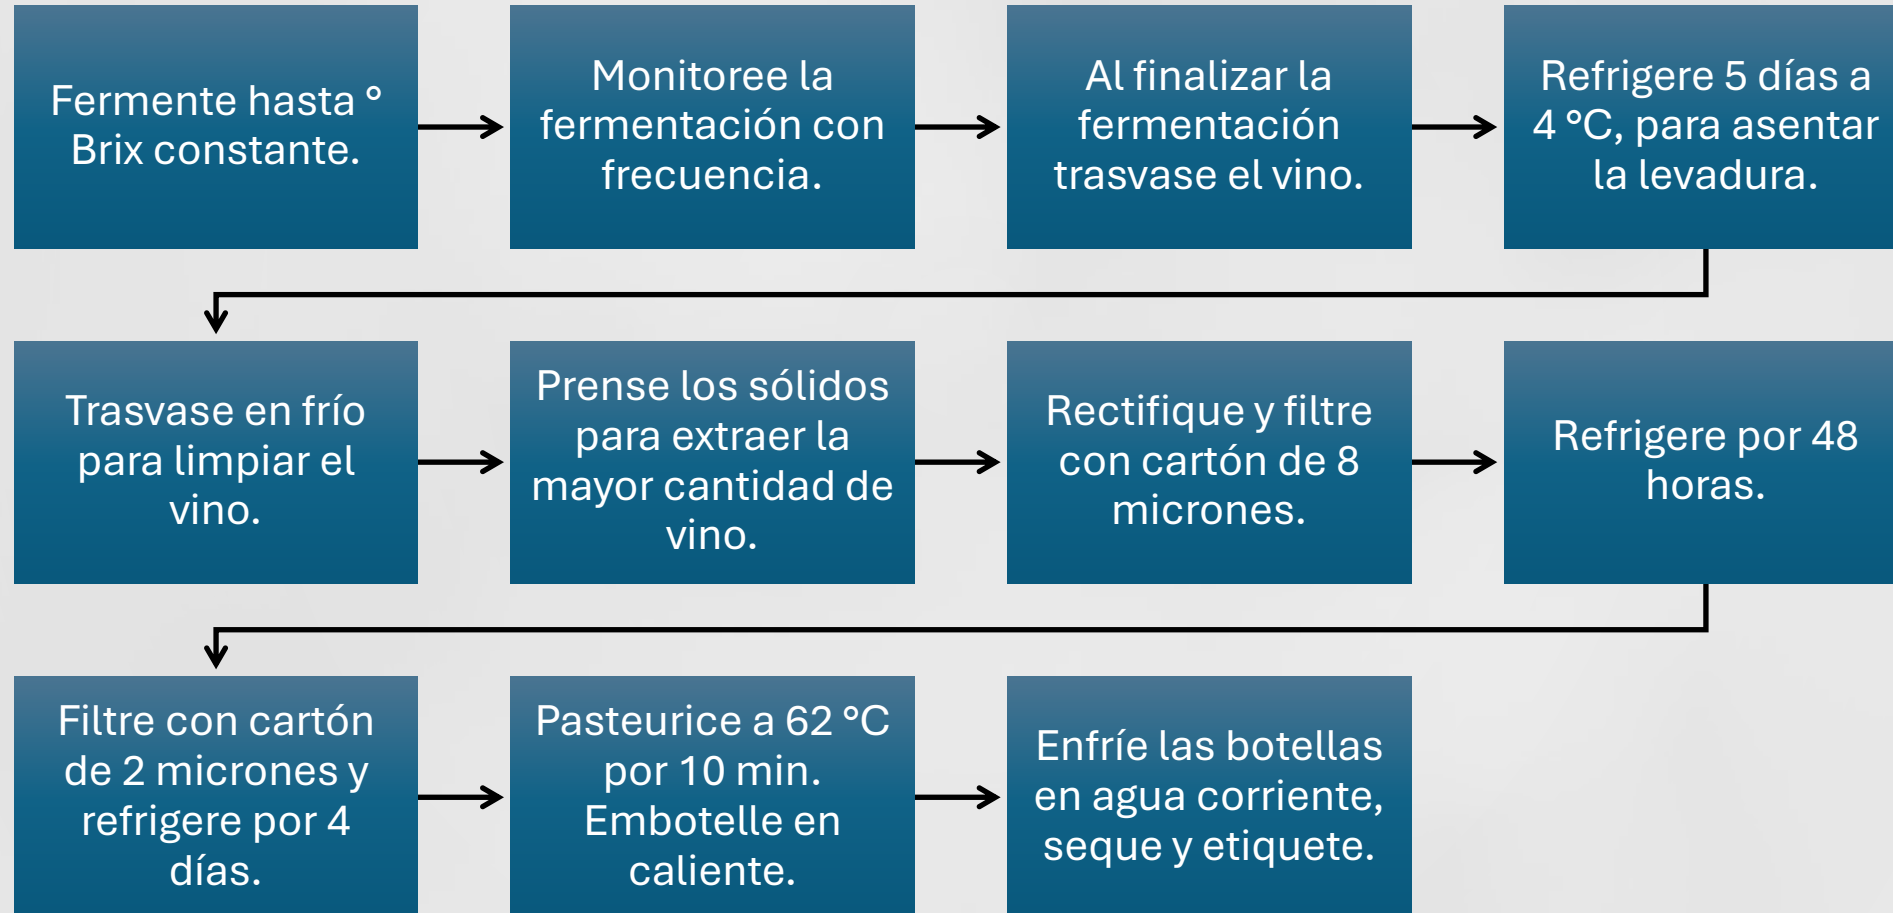 Fermente hasta °
Brix constante.
Monitoree la
fermentación con
frecuencia.
Al finalizar la
fermentación
trasvase el vino.
Refrigere 5 días a
4 °C, para asentar
la levadura.
Trasvase en frío
para limpiar el
vino.
Prense los sólidos
para extraer la
mayor cantidad de
vino.
Rectifique y filtre
con cartón de 8
micrones.
Refrigere por 48
horas.
Filtre con cartón
de 2 micrones y
refrigere por 4
días.
Pasteurice a 62 °C
por 10 min.
Embotelle en
caliente.
Enfríe las botellas
en agua corriente,
seque y etiquete.